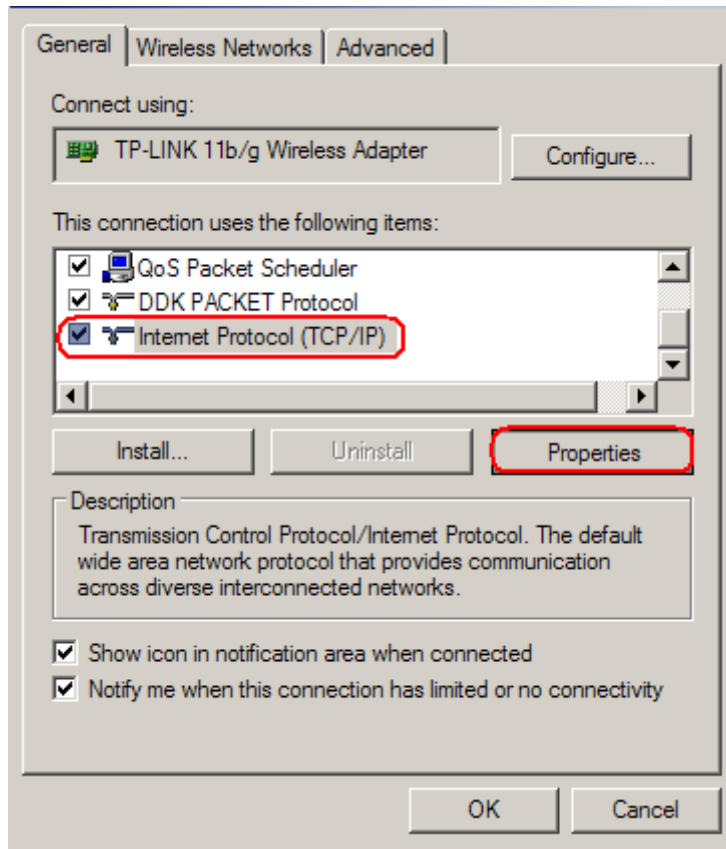 General Wireless Networks Advanced
Connect using:
TP-LINK 11b/g Wireless Adapter Configure...
This connection uses the following items:
QoS Packet Scheduler
DDK PACKET Protocol
Internet Protocol (TCP/IP)
Install... Uninstall Properties
Description
Transmission Control Protocol/Internet Protocol. The default
wide area network protocol that provides communication
across diverse interconnected networks.
Show icon in notification area when connected
Notify me when this connection has limited or no connectivity
OK Cancel